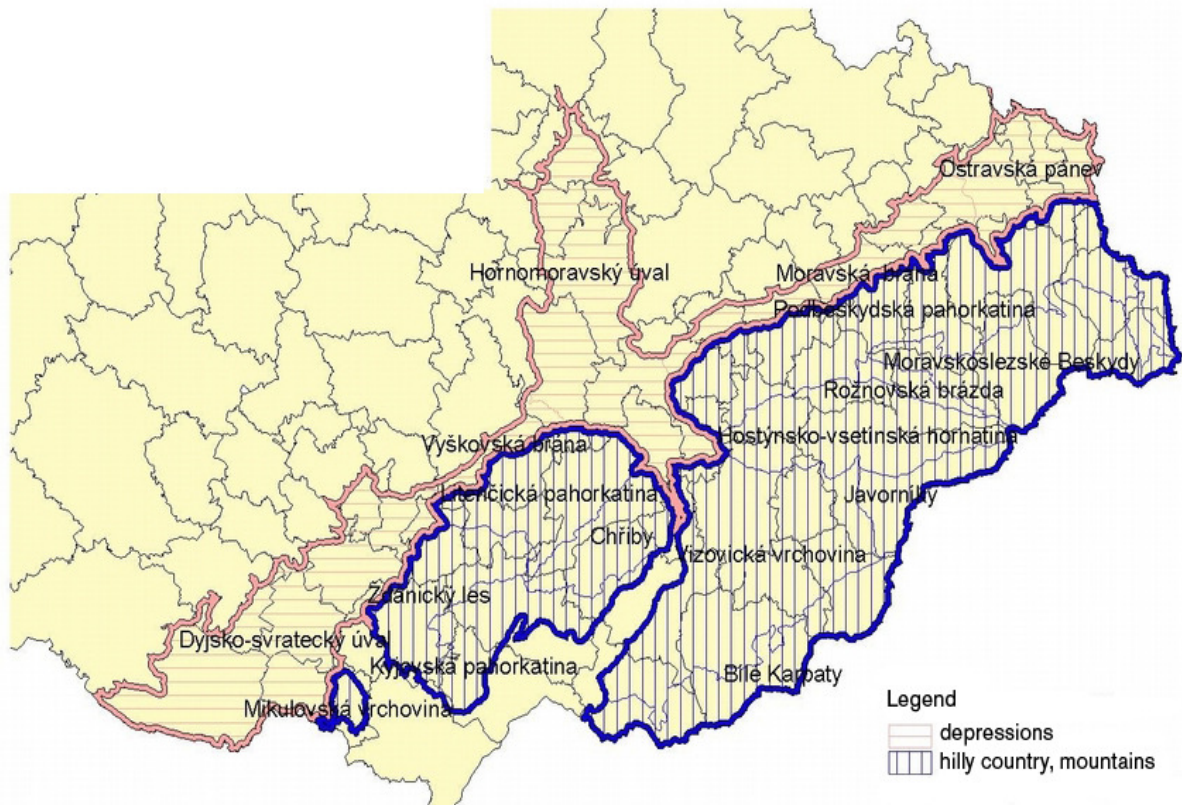 Ostravská pánev
Hornomoravský úval
Moravská brána
Podbeskydská pahorkatina
Moravskoslezské Beskydy
Rožnovská brázda
Hostýnsko-vsetínská hornatina
Vyškovská brána
Litenčická pahorkatina
Javorníky
Chřiby
Vizovická vrchovina
Ždánický les
Dyjsko-svratecký úval
Kyjovská pahorkatina
Bílé Karpaty
Mikulovská vrchovina
Legend
depressions
hilly country, mountains